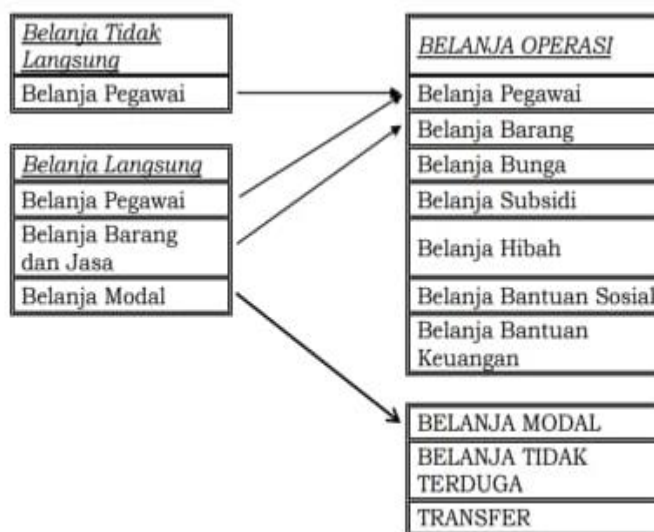 Belanja Tidak
Langsung
Belanja Pegawai
Belanja Langsung
Belanja Pegawai
Belanja Barang
dan Jasa
Belanja Modal
BELANJA OPERASI
Belanja Pegawai
Belanja Barang
Belanja Bunga
Belanja Subsidi
Belanja Hibah
Belanja Bantuan Sosial
Belanja Bantuan
Keuangan
BELANJA MODAL
BELANJA TIDAK
TERDUGA
TRANSFER